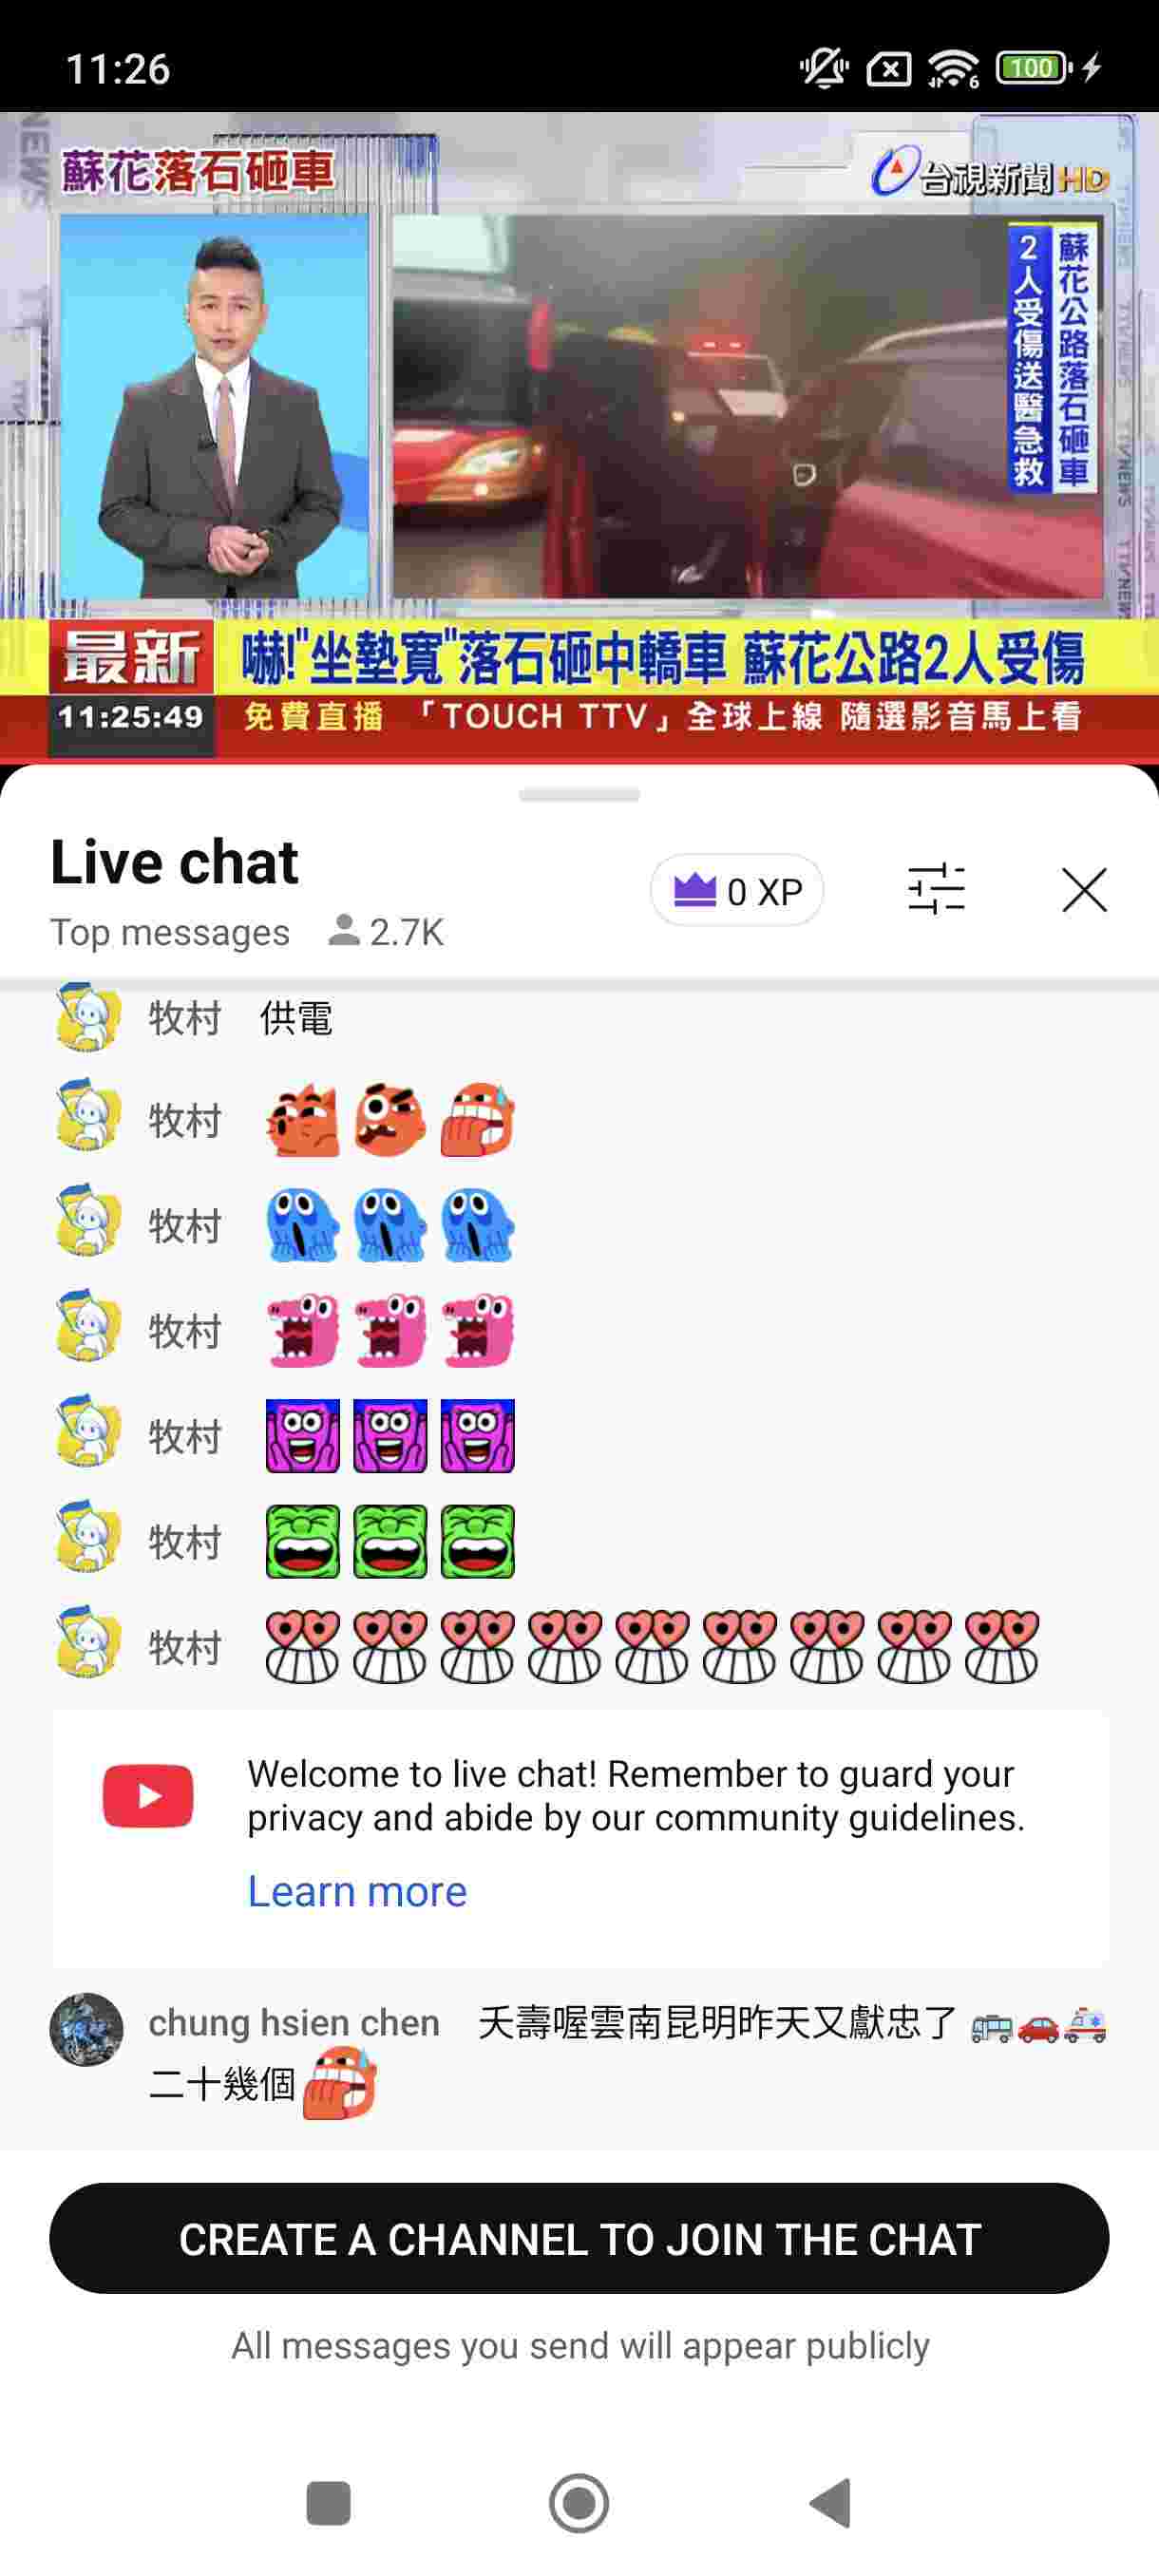 11:26
100
蘇花落石砸車
台視新聞HD
蘇花公路落石砸車
2人受傷送醫急救
最新
嚇!"坐墊寬"落石砸中轎車 蘇花公路2人受傷
11:25:49
免費直播 「TOUCH TTV」全球上線 隨選影音馬上看
Live chat
Top messages 2.7K
0 XP
牧村 供電
牧村
牧村
牧村
牧村
牧村
牧村
Welcome to live chat! Remember to guard your
privacy and abide by our community guidelines.
Learn more
chung hsien chen 夭壽喔雲南昆明昨天又獻忠了
二十幾個
CREATE A CHANNEL TO JOIN THE CHAT
All messages you send will appear publicly